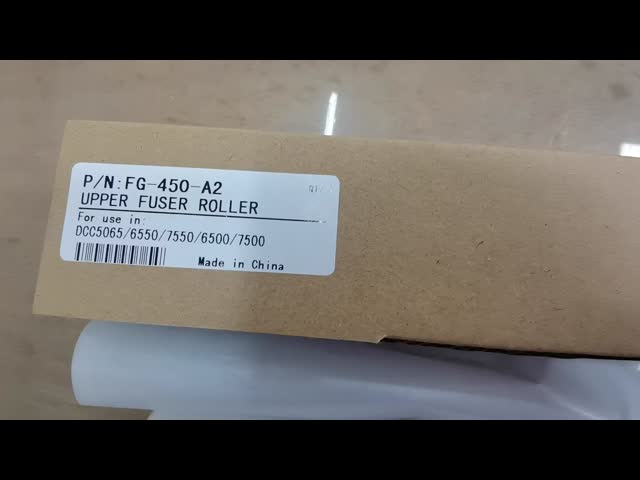 P/N:FG-450-A2
UPPER FUSER ROLLER
For use in:
DCC5065/6550/7550/6500/7500
Made in China